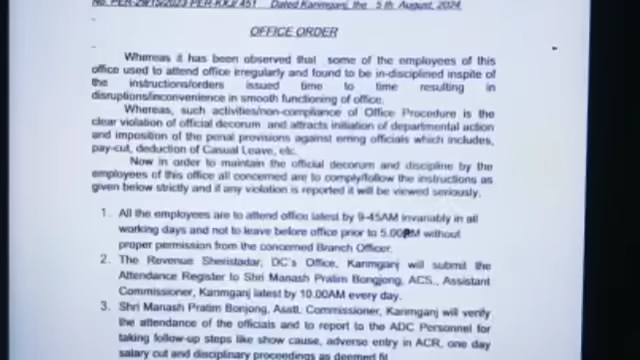 No. PER-29/15/2023-PER-KXJ/ 451 Dated Karimganj, the 5 th August, 2024.
OFFICE ORDER
Whereas it has been observed that some of the employees of this
office used to attend office irregularly and found to be in-disciplined inspite of
the instructions/orders issued time to time resulting in
disruptions/inconvenience in smooth functioning of office.
Whereas, such activities/non-compliance of Office Procedure is the
clear violation of official decorum and attracts initiation of departmental action
and imposition of the penal provisions against erring officials which includes,
pay-cut, deduction of Casual Leave, etc.
Now in order to maintain the official decorum and discipline by the
employees of this office all concerned are to comply/follow the instructions as
given below strictly and if any violation is reported it will be viewed seriously.
1. All the employees are to attend office latest by 9-45AM invariably in all
working days and not to leave before office prior to 5.00PM without
proper permission from the concerned Branch Officer.
2. The Revenue Sheristadar, DC's Office, Karimganj will submit the
Attendance Register to Shri Manash Pratim Bongjong, ACS., Assistant
Commissioner, Karimganj latest by 10.00AM every day.
3. Shri Manash Pratim Bonjong, Asstt. Commissioner, Karimganj will verify
the attendance of the officials and to report to the ADC Personnel for
taking follow-up steps like show cause, adverse entry in ACR, one day
salary cut and disciplinary proceedings as deemed fit.